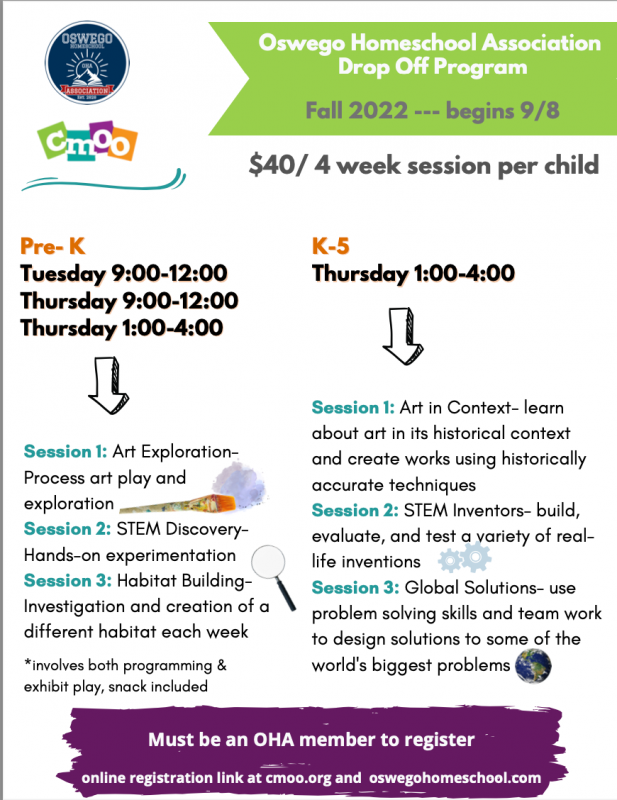 OSWEGO
HOMESCHOOL
OHA
ASSOCIATION
EST. 2020
cmoo
Oswego Homeschool Association
Drop Off Program
Fall 2022 --- begins 9/8
$40/ 4 week session per child
Pre- K
Tuesday 9:00-12:00
Thursday 9:00-12:00
Thursday 1:00-4:00
Session 1: Art Exploration-
Process art play and
exploration
Session 2: STEM Discovery-
Hands-on experimentation
Session 3: Habitat Building-
Investigation and creation of a
different habitat each week
*involves both programming &
exhibit play, snack included
K-5
Thursday 1:00-4:00
Session 1: Art in Context- learn
about art in its historical context
and create works using historically
accurate techniques
Session 2: STEM Inventors- build,
evaluate, and test a variety of real-
life inventions
Session 3: Global Solutions- use
problem solving skills and team work
to design solutions to some of the
world's biggest problems
Must be an OHA member to register
online registration link at cmoo.org and oswegohomeschool.com